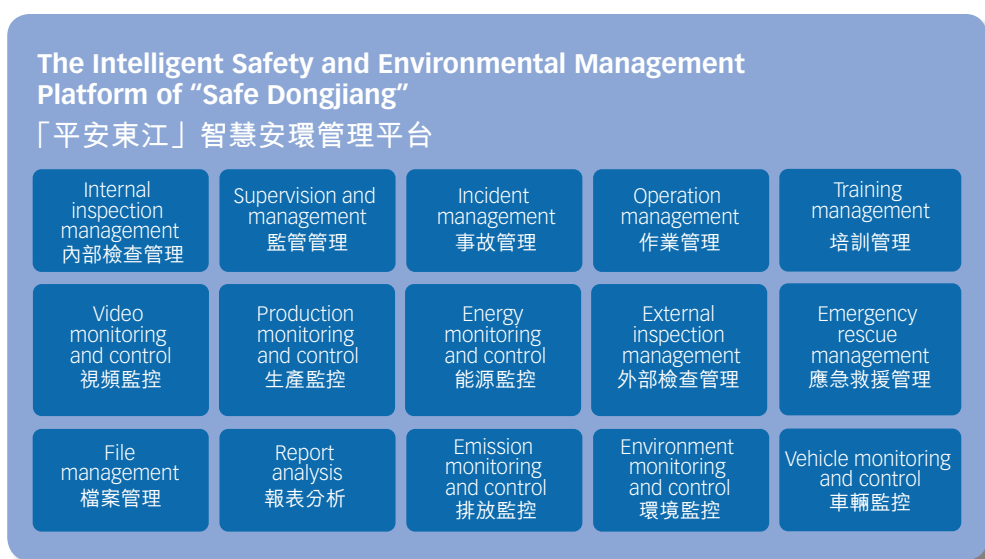 The Intelligent Safety and Environmental Management
Platform of “Safe Dongjiang”
「平安東江」智慧安環管理平台
Internal
inspection
management
內部檢查管理
Supervision and
management
監管管理
Incident
management
事故管理
Operation
management
作業管理
Training
management
培訓管理
Video
monitoring
and control
視頻監控
Production
monitoring
and control
生產監控
Energy
monitoring
and control
能源監控
External
inspection
management
外部檢查管理
Emergency
rescue
management
應急救援管理
File
management
檔案管理
Report
analysis
報表分析
Emission
monitoring
and control
排放監控
Environment
monitoring
and control
環境監控
Vehicle monitoring
and control
車輛監控